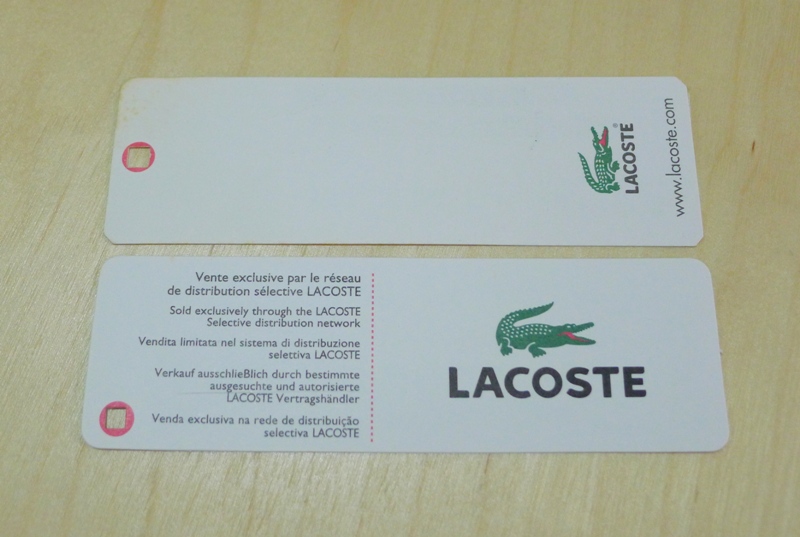 LACOSTE
www.lacoste.com
Vente exclusive par le réseau
de distribution sélective LACOSTE
Sold exclusively through the LACOSTE
Selective distribution network
Vendita limitata nel sistema di distribuzione
selettiva LACOSTE
Verkauf ausschlieBlich durch bestimmte
ausgesuchte und autorisierte
LACOSTE Vertragshändler
Venda exclusiva na rede de distribuição
selectiva LACOSTE
LACOSTE